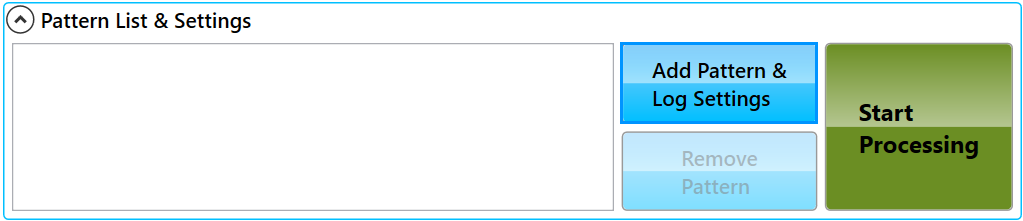 Pattern List & Settings
Add Pattern &
Log Settings
Remove
Pattern
Start
Processing